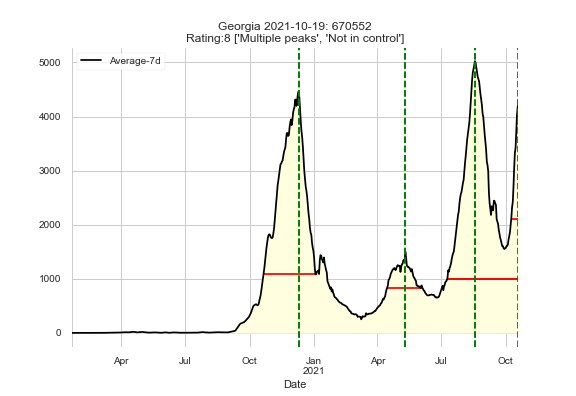 Georgia 2021-10-19: 670552
Rating:8 ['Multiple peaks', 'Not in control']
Average-7d
5000
4000
3000
2000
1000
0
Apr
Jul
Oct
Jan
2021
Apr
Jul
Oct
Date